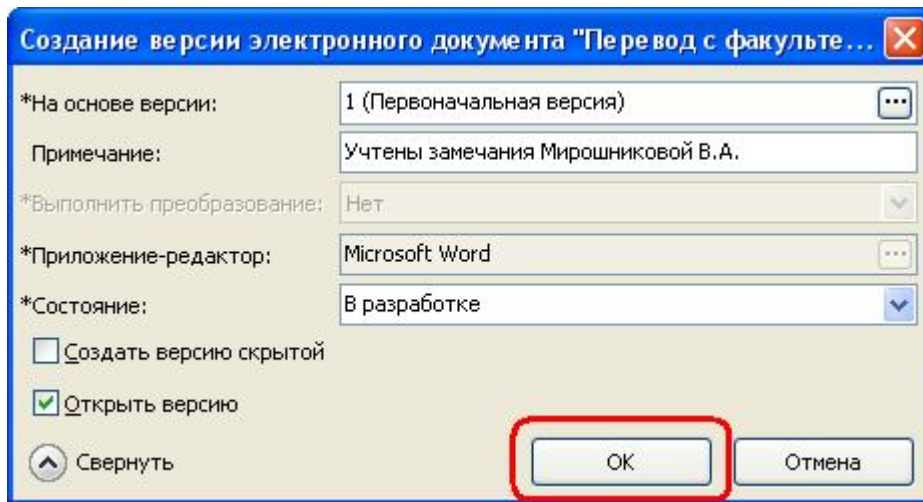 Создание версии электронного документа "Перевод с факульте...
*На основе версии: 1 (Первоначальная версия) ...
Примечание: Учтены замечания Мирошниковой В.А.
*Выполнить преобразование: Нет
*Приложение-редактор: Microsoft Word ...
*Состояние: В разработке
Создать версию скрытой
Открыть версию
Свернуть OK Отмена